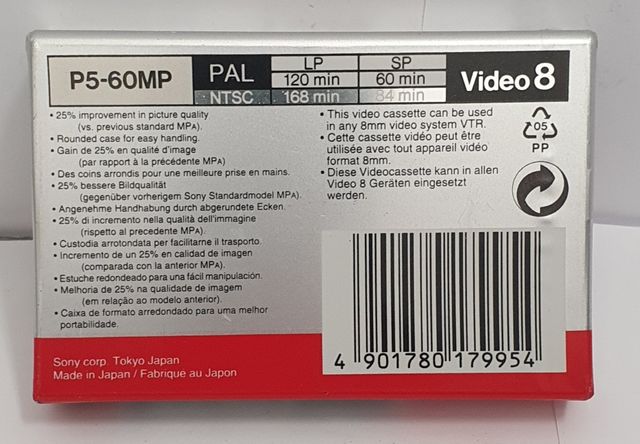 P5-60MP
PAL
LP
SP
120 min
60 min
NTSC
168 min
84 min
Video 8
• 25% improvement in picture quality
(vs. previous standard MPA).
• Rounded case for easy handling.
• Gain de 25% en qualité d'image
(par rapport à la précédente MPA)
• Des coins arrondis pour une meilleure prise en mains.
• 25% bessere Bildqualität
(gegenüber vorherigem Sony Standardmodel MPA).
• Angenehme Handhabung durch abgerundete Ecken.
• 25% di incremento nella qualità dell'immagine
(rispetto al precedente MPA).
• Custodia arrotondata per facilitarne il trasporto.
• Incremento de un 25% en calidad de imagen
(comparada con la anterior MPA).
• Estuche redondeado para una fácil manipulación.
• Melhoria de 25% na qualidade de imagem
(em relação ao modelo anterior).
• Caixa de formato arredondado para uma melhor
portabilidade.
• This video cassette can be used
in any 8mm video system VTR.
• Cette cassette vidéo peut être
utilisée avec tout appareil vidéo
format 8mm.
• Diese Videocassette kann in allen
Video 8 Geräten eingesetzt
werden.
05
PP
Sony corp. Tokyo Japan
Made in Japan / Fabrique au Japon
4 901780 179954